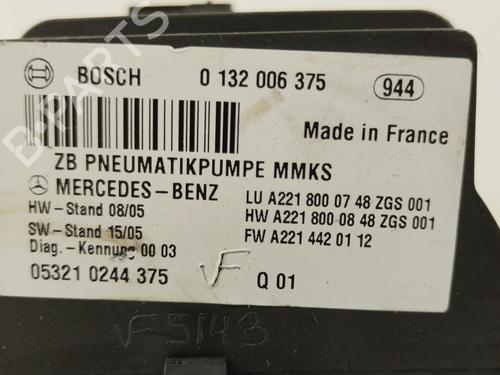 B-PARTS
BOSCH 0 132 006 375 944
Made in France
ZB PNEUMATIKPUMPE MMKS
MERCEDES-BENZ LU A221 800 07 48 ZGS 001
HW-Stand 08/05 HW A221 800 08 48 ZGS 001
SW-Stand 15/05 FW A221 442 01 12
Diag.-Kennung 00 03
05321 0244 375 VF Q 01
VF5143